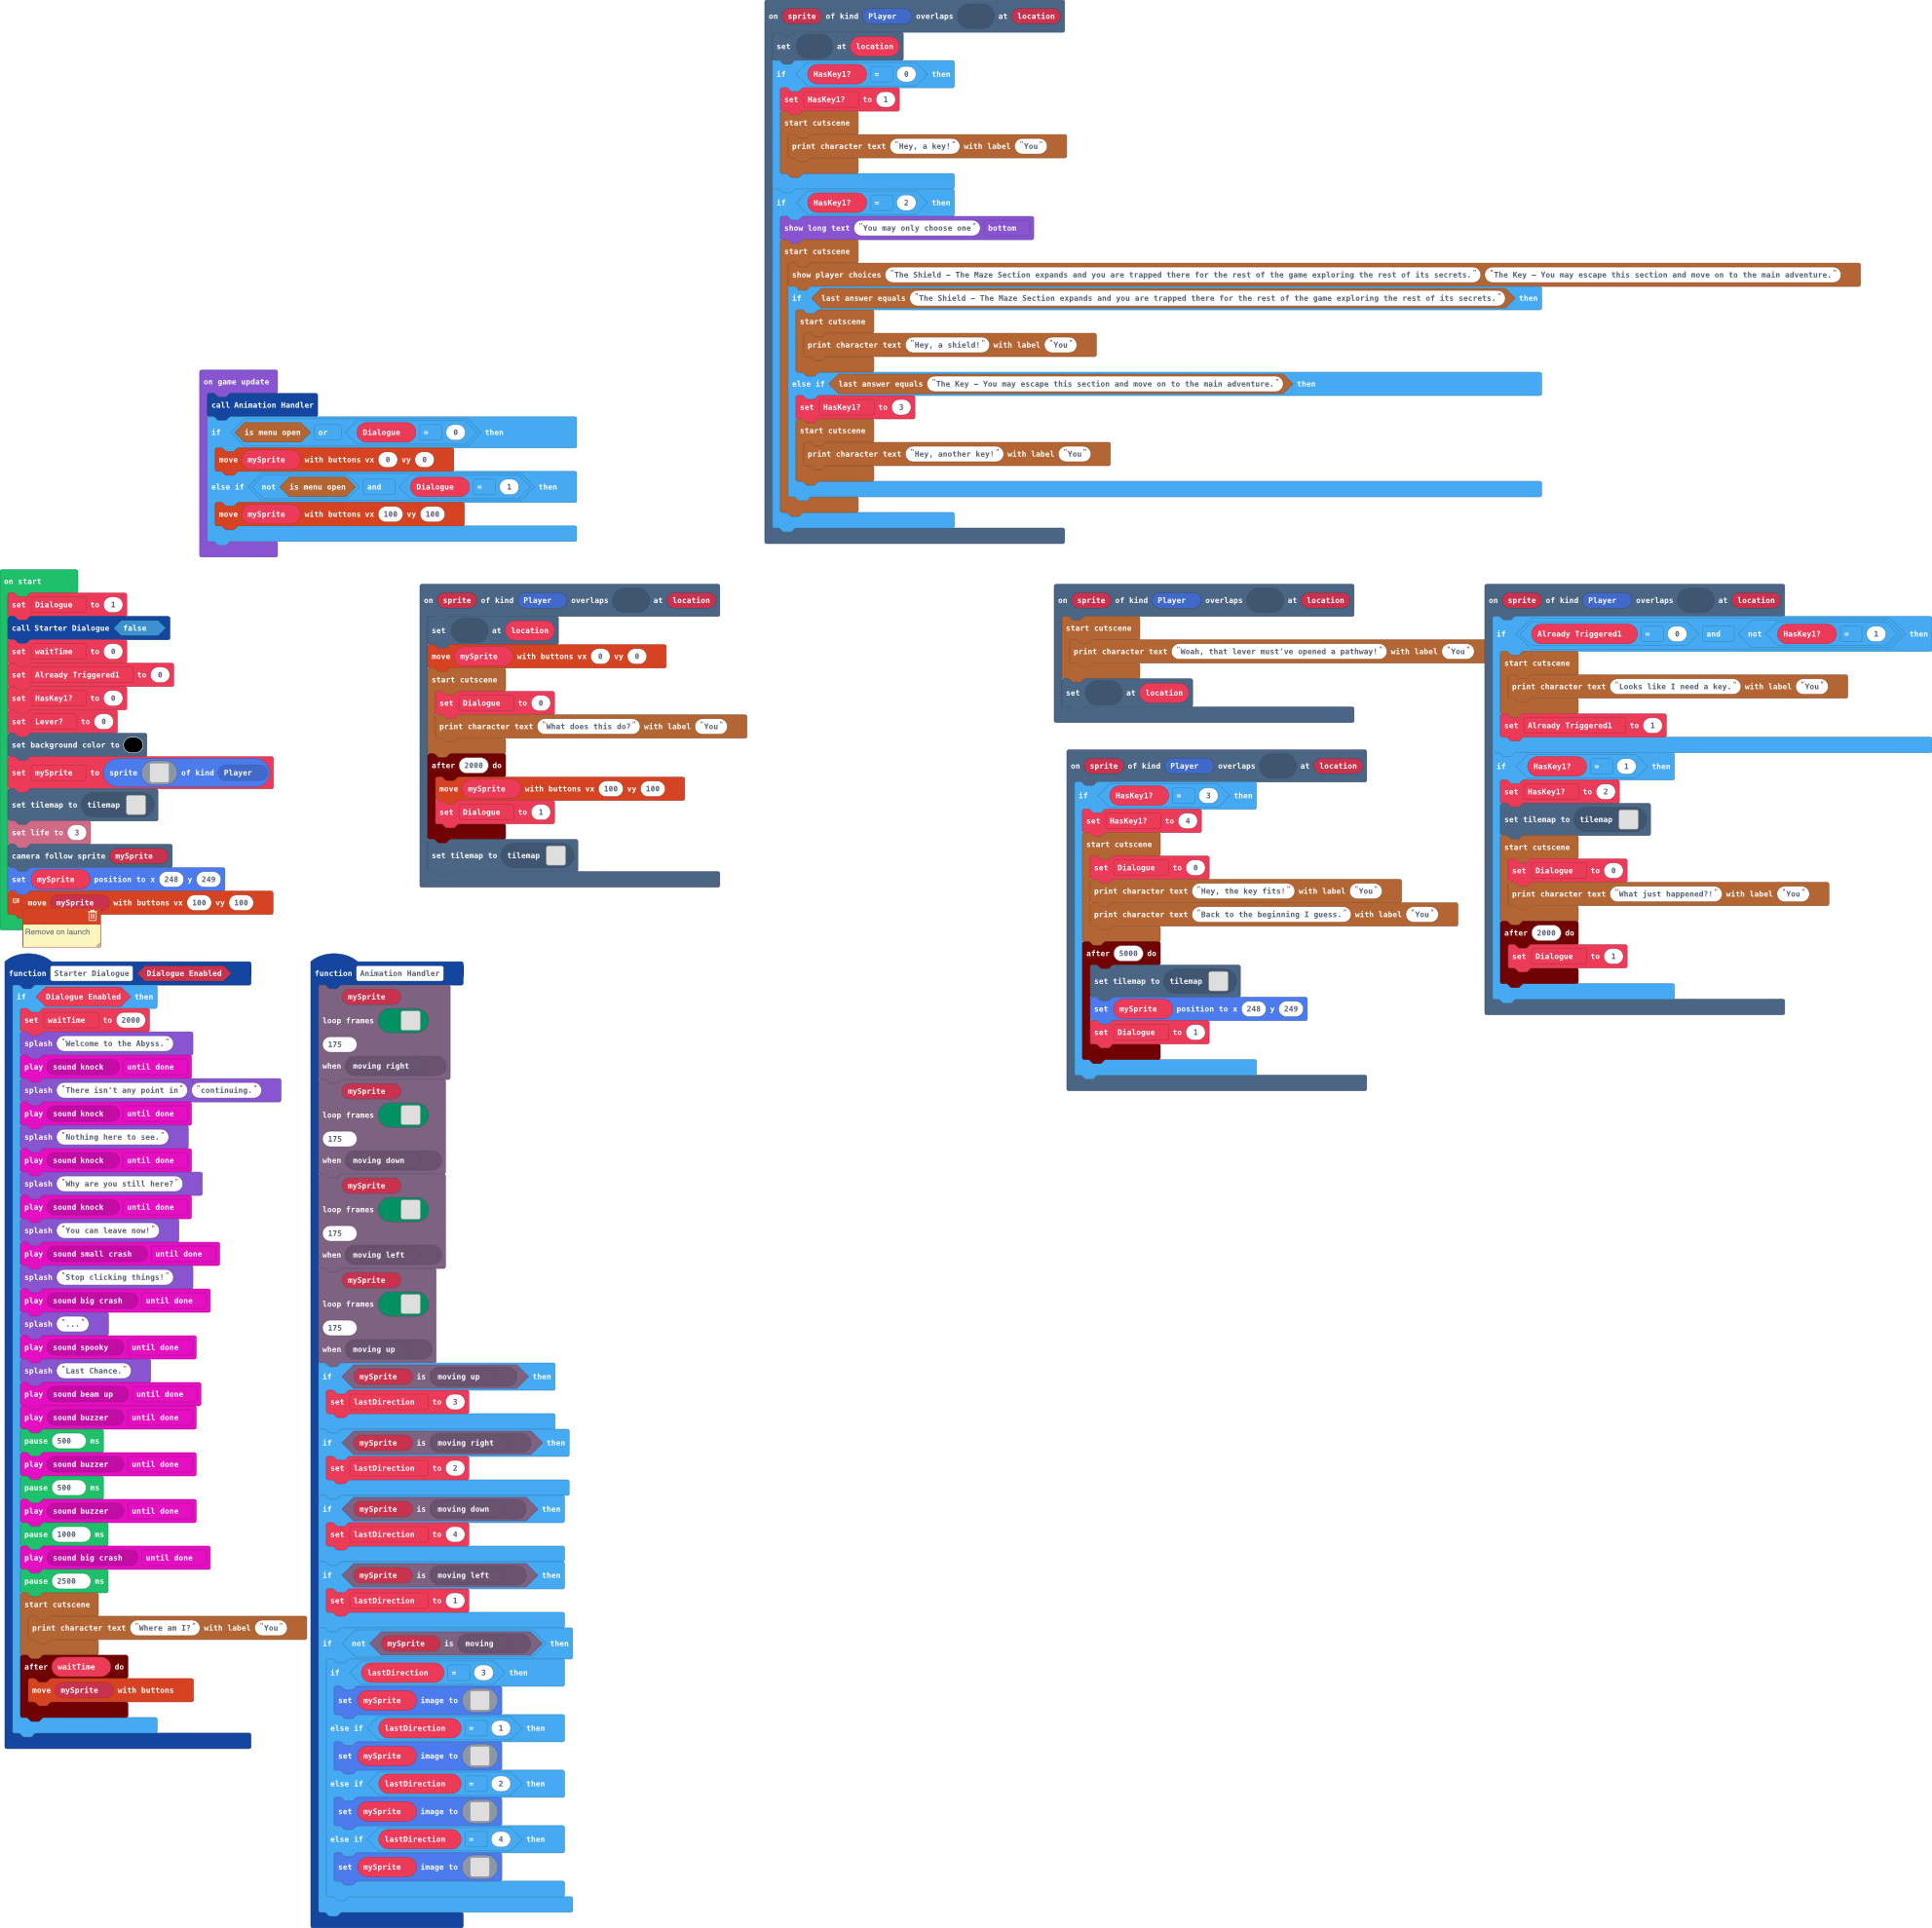 on sprite of kind Player overlaps at location
set at location
if HasKey1? = 0 then
set HasKey1? to 1
start cutscene
print character text "Hey, a key!" with label "You"
if HasKey1? = 2 then
show long text "You may only choose one" bottom
start cutscene
show player choices "The Shield – The Maze Section expands and you are trapped there for the rest of the game exploring the rest of its secrets." "The Key – You may escape this section and move on to the main adventure."
if last answer equals "The Shield – The Maze Section expands and you are trapped there for the rest of the game exploring the rest of its secrets." then
start cutscene
print character text "Hey, a shield!" with label "You"
else if last answer equals "The Key – You may escape this section and move on to the main adventure." then
set HasKey1? to 3
start cutscene
print character text "Hey, another key!" with label "You"
on game update
call Animation Handler
if is menu open or Dialogue = 0 then
move mySprite with buttons vx 0 vy 0
else if not is menu open and Dialogue = 1 then
move mySprite with buttons vx 100 vy 100
on start
set Dialogue to 1
call Starter Dialogue false
set waitTime to 0
set Already Triggered1 to 0
set HasKey1? to 0
set Lever? to 0
set background color to
set mySprite to sprite of kind Player
set tilemap to tilemap
set life to 3
camera follow sprite mySprite
set mySprite position to x 248 y 249
move mySprite with buttons vx 100 vy 100
Remove on launch
on sprite of kind Player overlaps at location
set at location
move mySprite with buttons vx 0 vy 0
start cutscene
set Dialogue to 0
print character text "What does this do?" with label "You"
after 2000 do
move mySprite with buttons vx 100 vy 100
set Dialogue to 1
set tilemap to tilemap
on sprite of kind Player overlaps at location
start cutscene
print character text "Woah, that lever must've opened a pathway!" with label "You"
set at location
on sprite of kind Player overlaps at location
if HasKey1? = 3 then
set HasKey1? to 4
start cutscene
set Dialogue to 0
print character text "Hey, the key fits!" with label "You"
print character text "Back to the beginning I guess." with label "You"
after 5000 do
set tilemap to tilemap
set mySprite position to x 248 y 249
set Dialogue to 1
on sprite of kind Player overlaps at location
if Already Triggered1 = 0 and not HasKey1? = 1 then
start cutscene
print character text "Looks like I need a key." with label "You"
set Already Triggered1 to 1
if HasKey1? = 1 then
set HasKey1? to 2
set tilemap to tilemap
start cutscene
set Dialogue to 0
print character text "What just happened?!" with label "You"
after 2000 do
set Dialogue to 1
function Starter Dialogue Dialogue Enabled
if Dialogue Enabled then
set waitTime to 2000
splash "Welcome to the Abyss."
play sound knock until done
splash "There isn't any point in" "continuing."
play sound knock until done
splash "Nothing here to see."
play sound knock until done
splash "Why are you still here?"
play sound knock until done
splash "You can leave now!"
play sound small crash until done
splash "Stop clicking things!"
play sound big crash until done
splash "..."
play sound spooky until done
splash "Last Chance."
play sound beam up until done
play sound buzzer until done
pause 500 ms
play sound buzzer until done
pause 500 ms
play sound buzzer until done
pause 1000 ms
play sound big crash until done
pause 2500 ms
start cutscene
print character text "Where am I?" with label "You"
after waitTime do
move mySprite with buttons
function Animation Handler
mySprite
loop frames
175
when moving right
mySprite
loop frames
175
when moving down
mySprite
loop frames
175
when moving left
mySprite
loop frames
175
when moving up
if mySprite is moving up then
set lastDirection to 3
if mySprite is moving right then
set lastDirection to 2
if mySprite is moving down then
set lastDirection to 4
if mySprite is moving left then
set lastDirection to 1
if not mySprite is moving then
if lastDirection = 3 then
set mySprite image to
else if lastDirection = 1 then
set mySprite image to
else if lastDirection = 2 then
set mySprite image to
else if lastDirection = 4 then
set mySprite image to